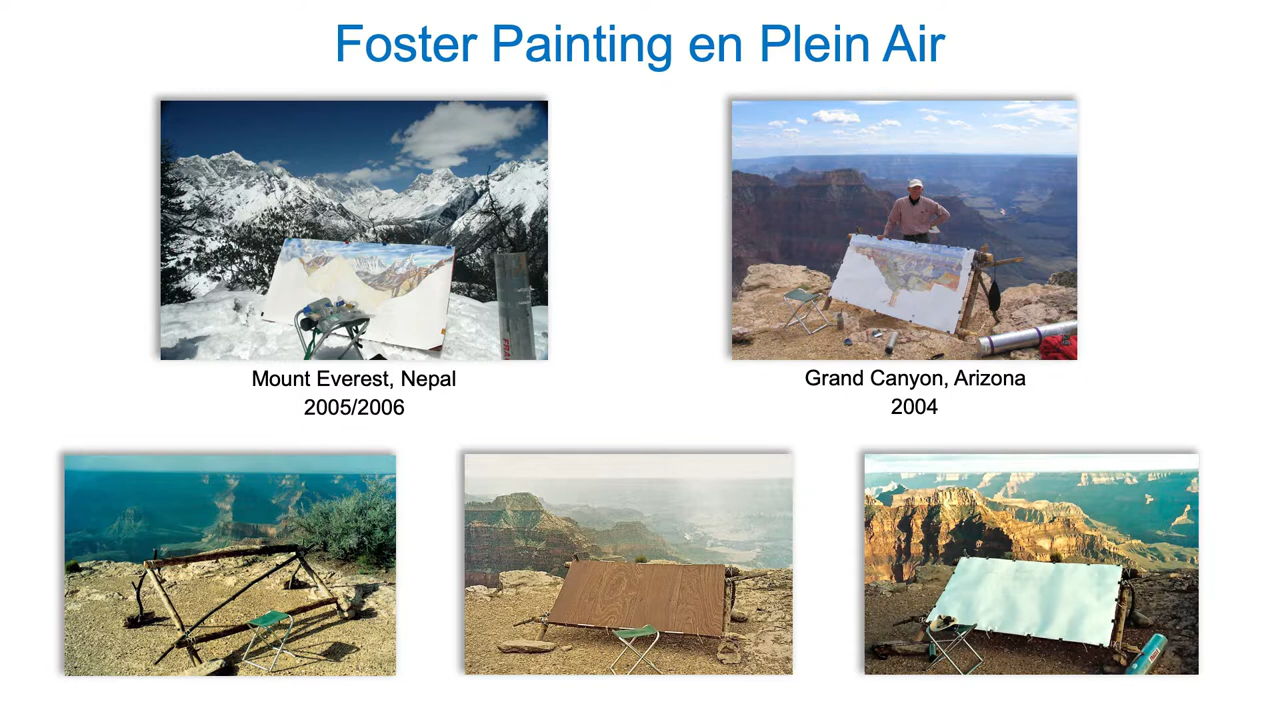 Foster Painting en Plein Air
Mount Everest, Nepal
2005/2006
Grand Canyon, Arizona
2004